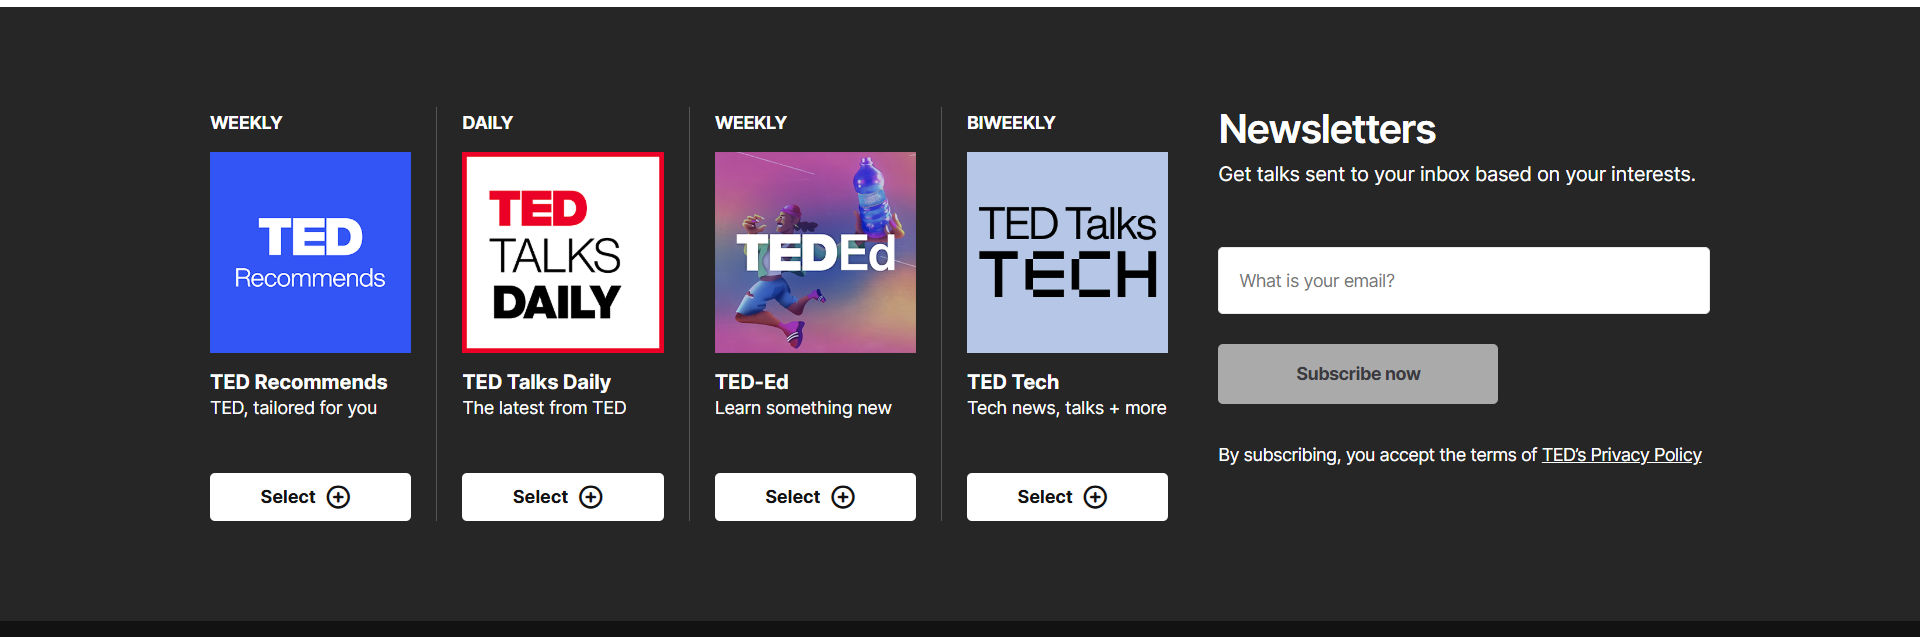 WEEKLY
TED
Recommends
TED Recommends
TED, tailored for you
Select
DAILY
TED
TALKS
DAILY
TED Talks Daily
The latest from TED
Select
WEEKLY
TEDEd
TED-Ed
Learn something new
Select
BIWEEKLY
TED Talks
TECH
TED Tech
Tech news, talks + more
Select
Newsletters
Get talks sent to your inbox based on your interests.
What is your email?
Subscribe now
By subscribing, you accept the terms of TED's Privacy Policy